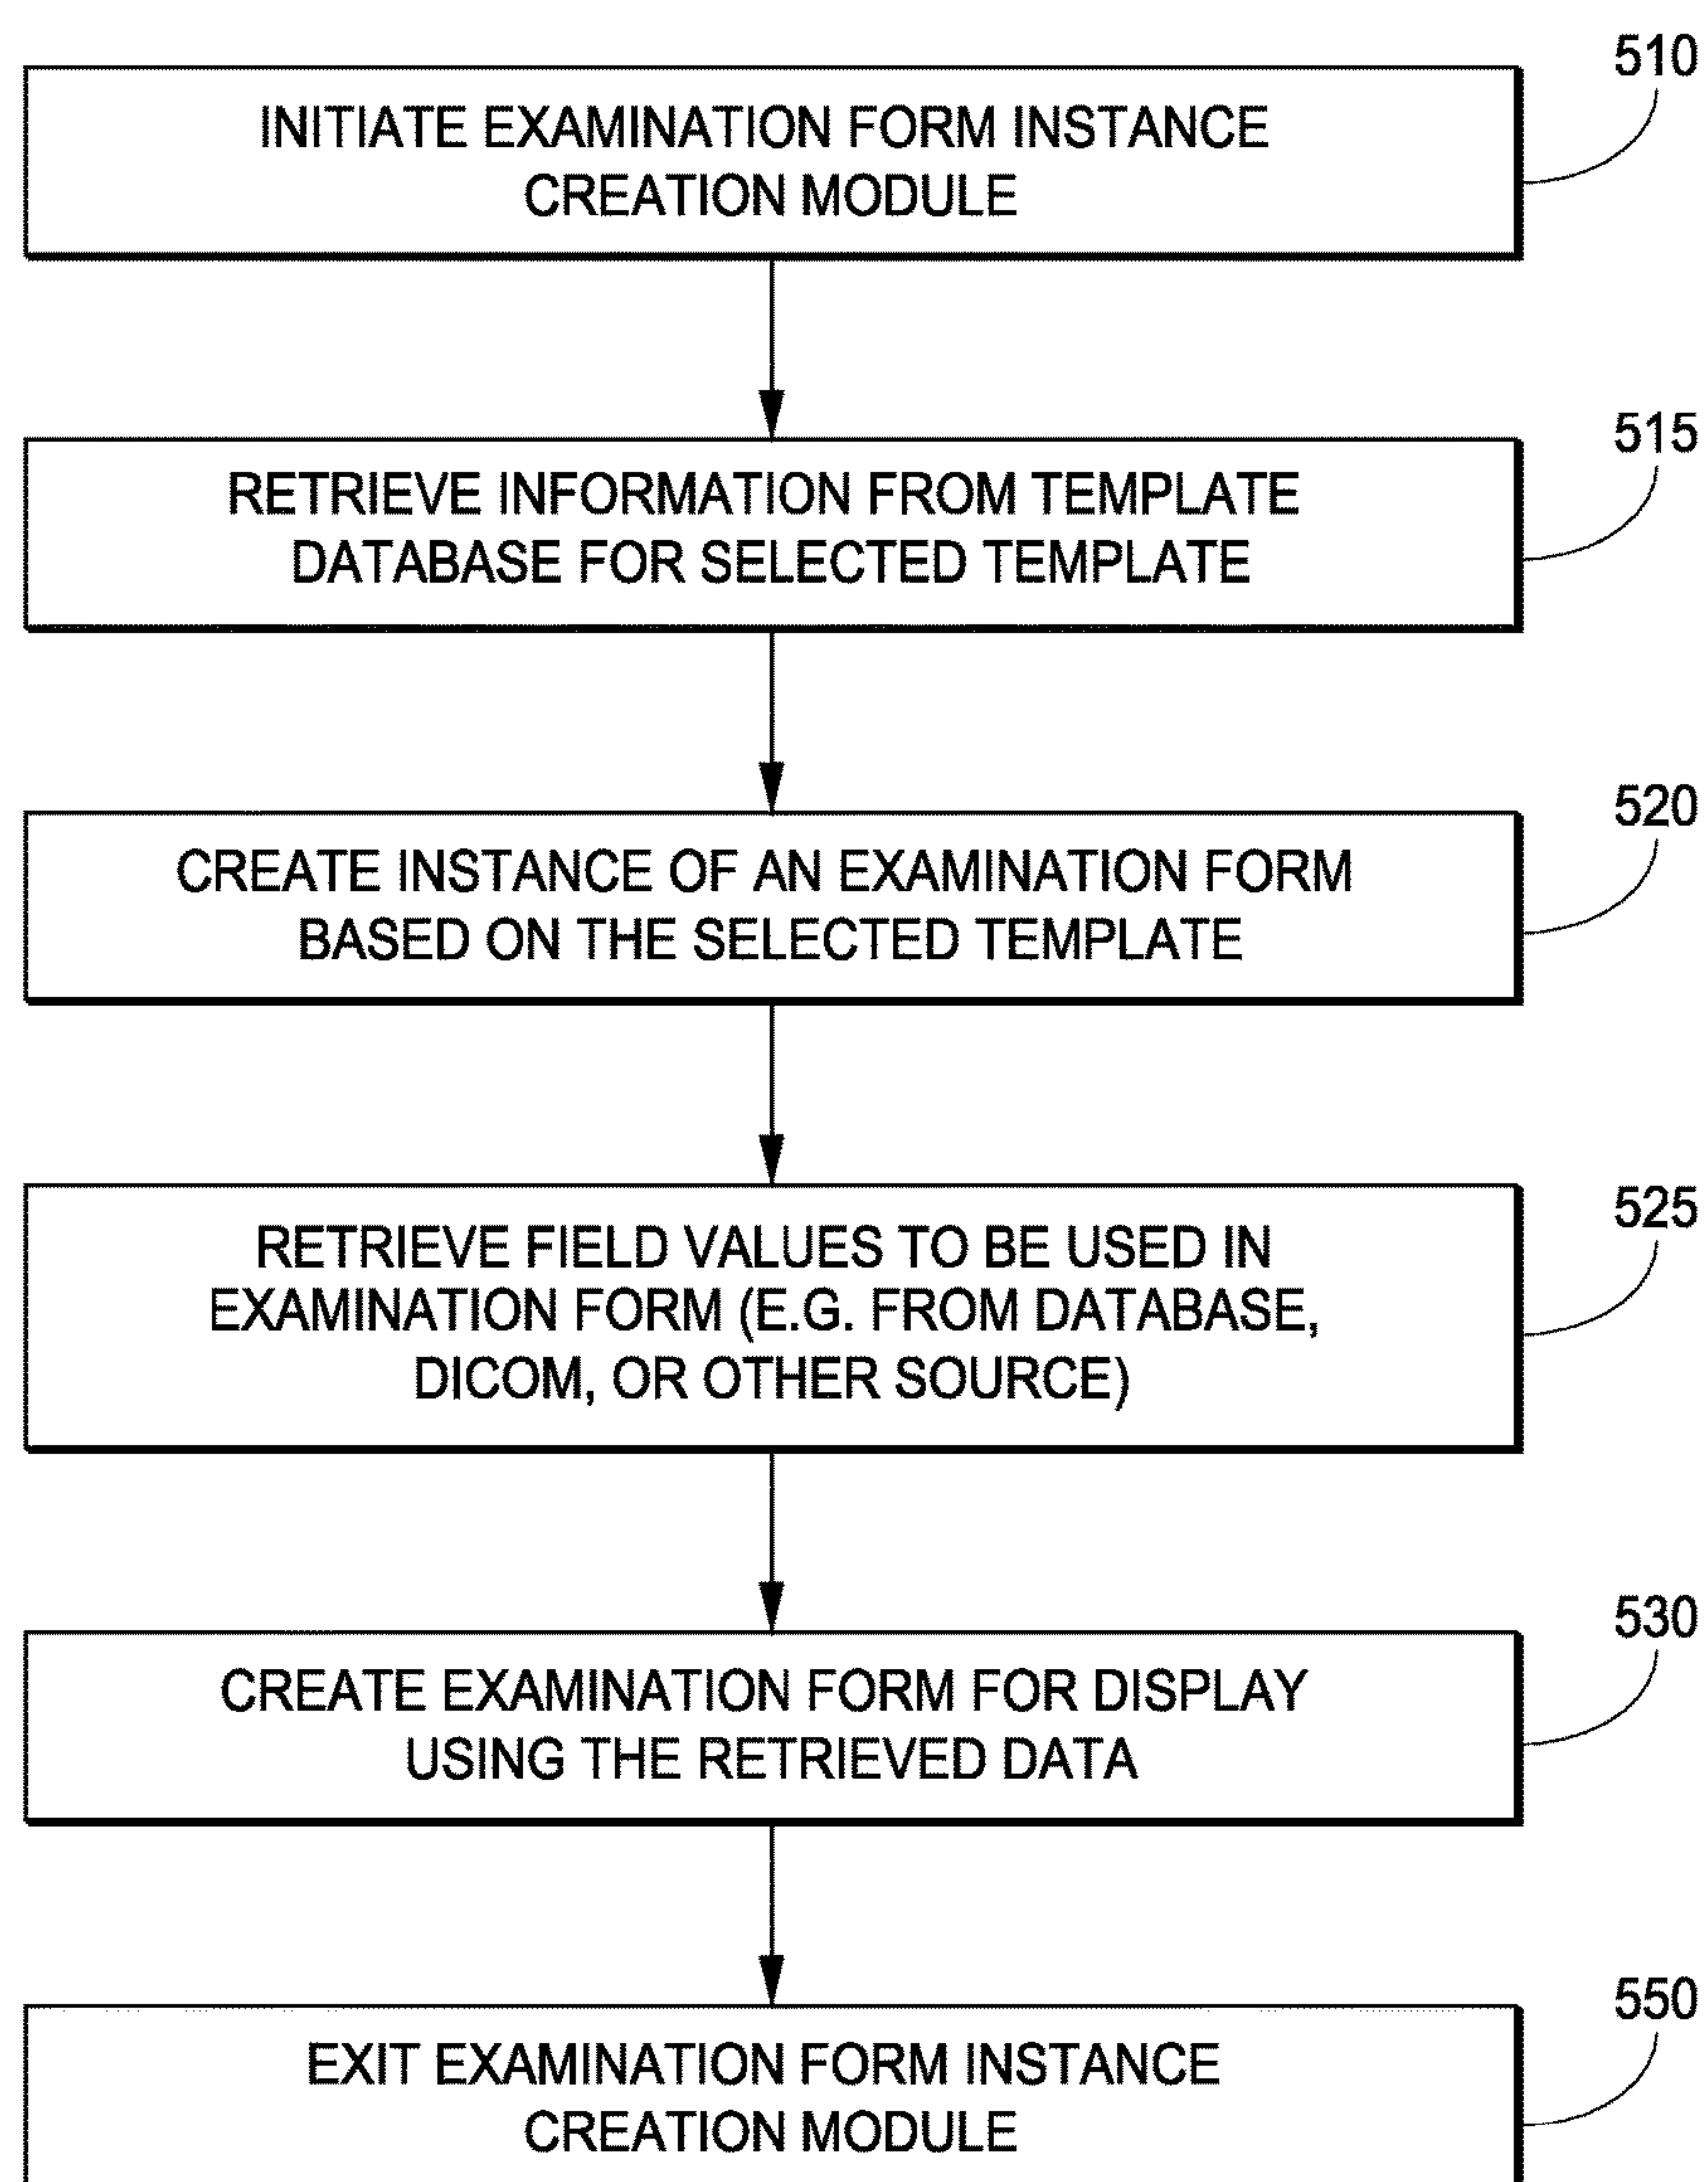 510
INITIATE EXAMINATION FORM INSTANCE
CREATION MODULE
515
RETRIEVE INFORMATION FROM TEMPLATE
DATABASE FOR SELECTED TEMPLATE
520
CREATE INSTANCE OF AN EXAMINATION FORM
BASED ON THE SELECTED TEMPLATE
525
RETRIEVE FIELD VALUES TO BE USED IN
EXAMINATION FORM (E.G. FROM DATABASE,
DICOM, OR OTHER SOURCE)
530
CREATE EXAMINATION FORM FOR DISPLAY
USING THE RETRIEVED DATA
550
EXIT EXAMINATION FORM INSTANCE
CREATION MODULE